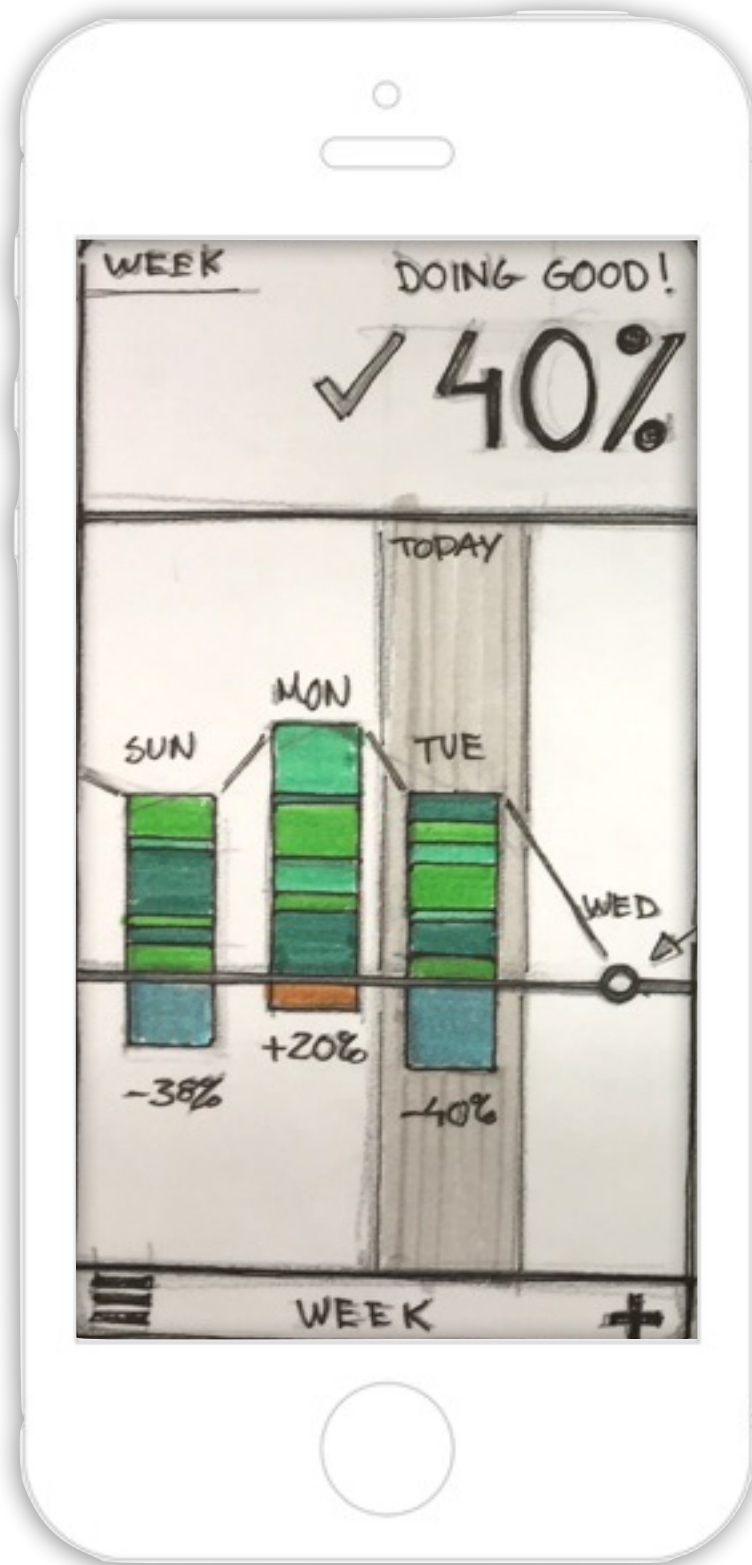 WEEK
DOING GOOD!
✓ 40%
TODAY
MON
SUN
TUE
WED
+20%
-38%
-40%
WEEK